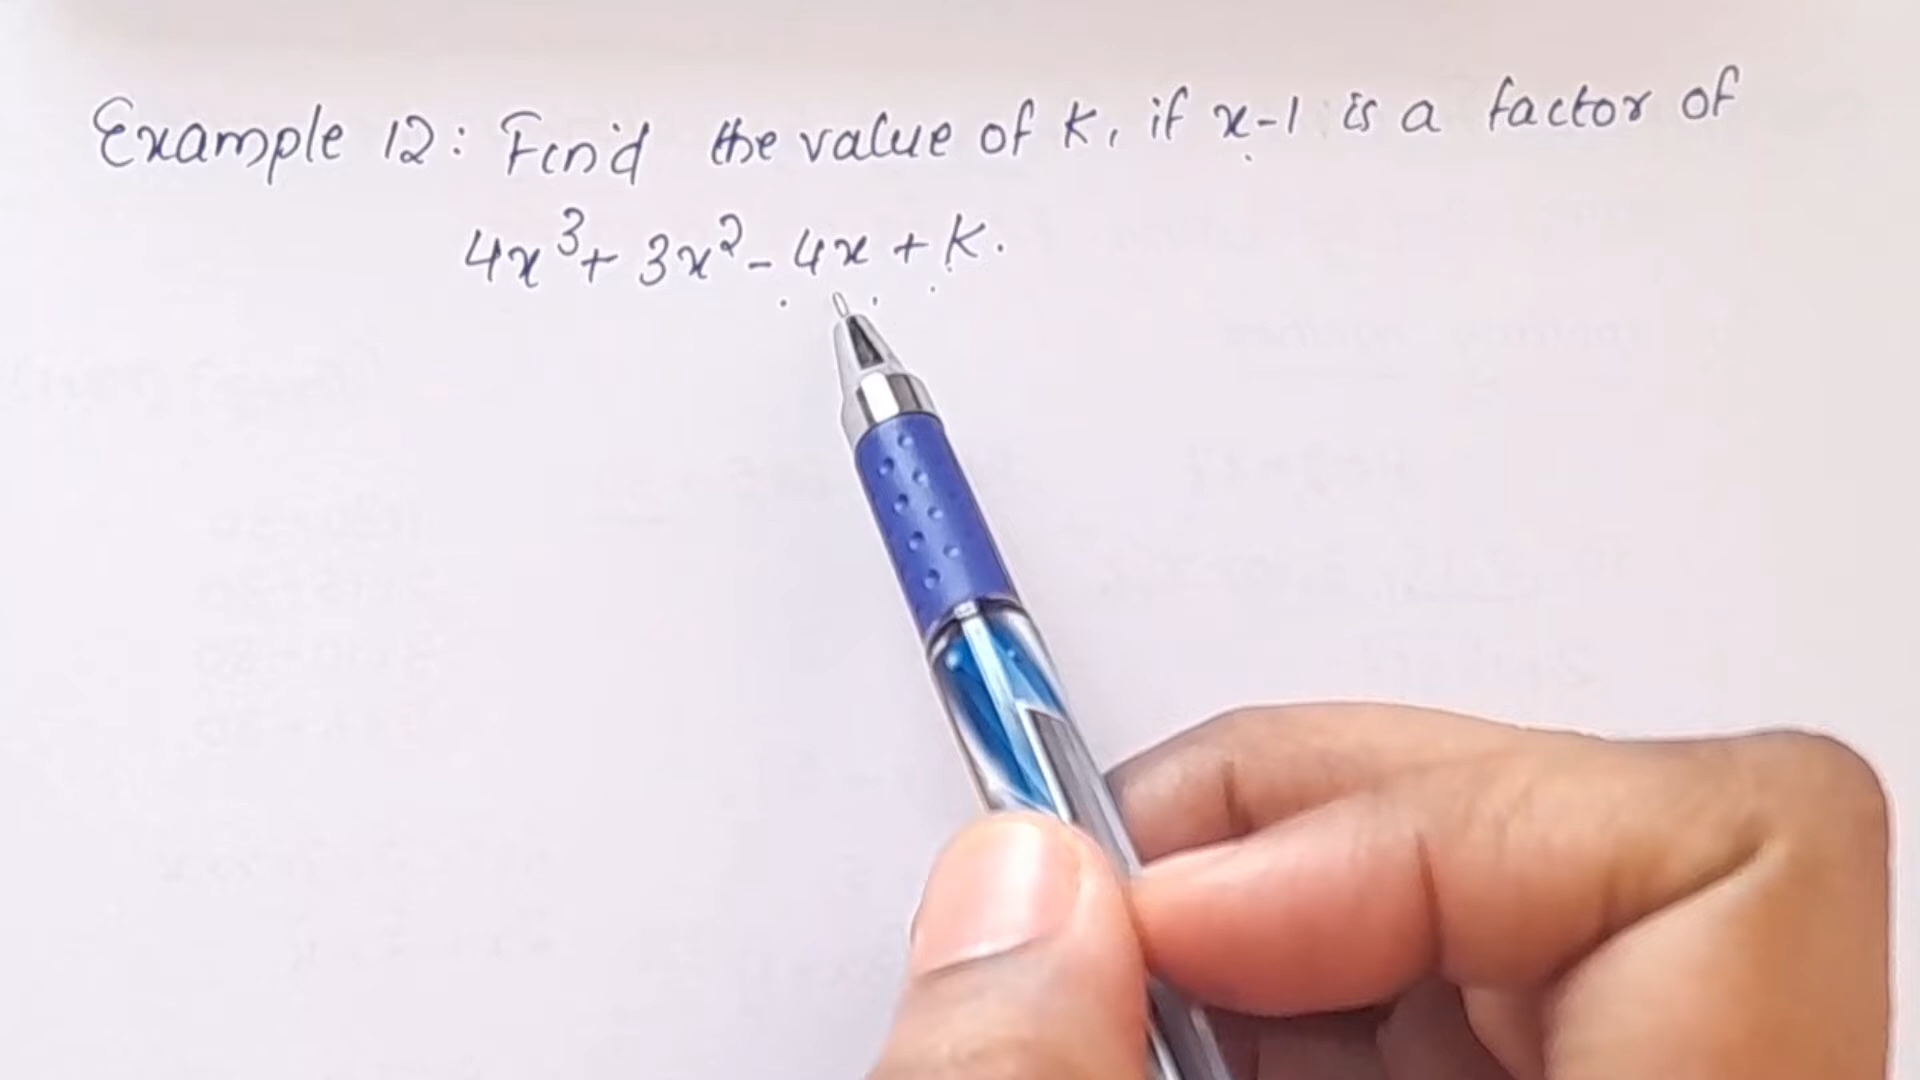 Example 12: Find the value of k, if x-1 is a factor of
4x³+ 3x² - 4x + k.